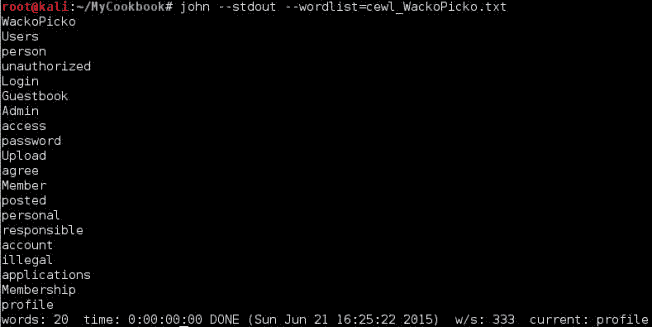 root@kali:~/MyCookbook# john --stdout --wordlist=cewl_WackoPicko.txt
WackoPicko
Users
person
unauthorized
Login
Guestbook
Admin
access
password
Upload
agree
Member
posted
personal
responsible
account
illegal
applications
Membership
profile
words: 20  time: 0:00:00:00 DONE (Sun Jun 21 16:25:22 2015)  w/s: 333  current: profile